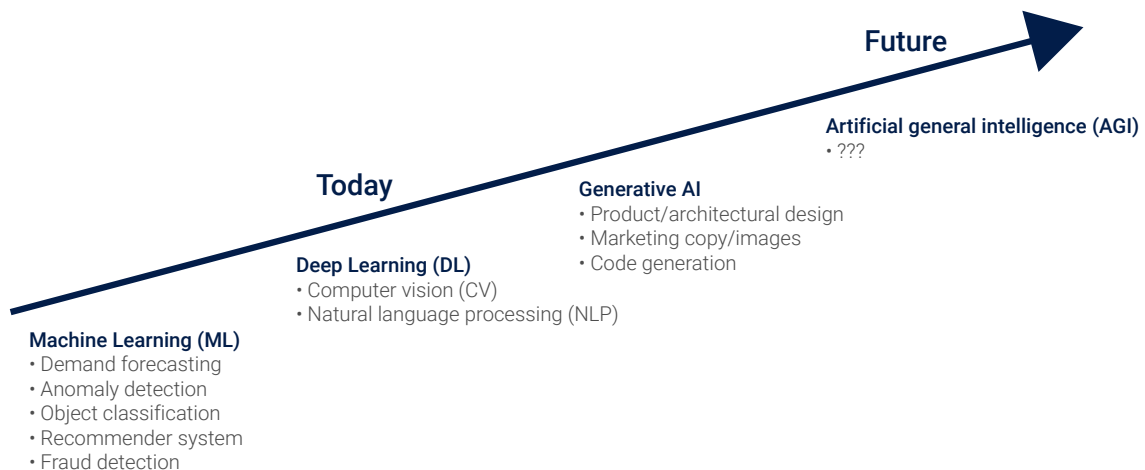 Future
Artificial general intelligence (AGI)
• ???
Today
Generative AI
• Product/architectural design
• Marketing copy/images
• Code generation
Deep Learning (DL)
• Computer vision (CV)
• Natural language processing (NLP)
Machine Learning (ML)
• Demand forecasting
• Anomaly detection
• Object classification
• Recommender system
• Fraud detection